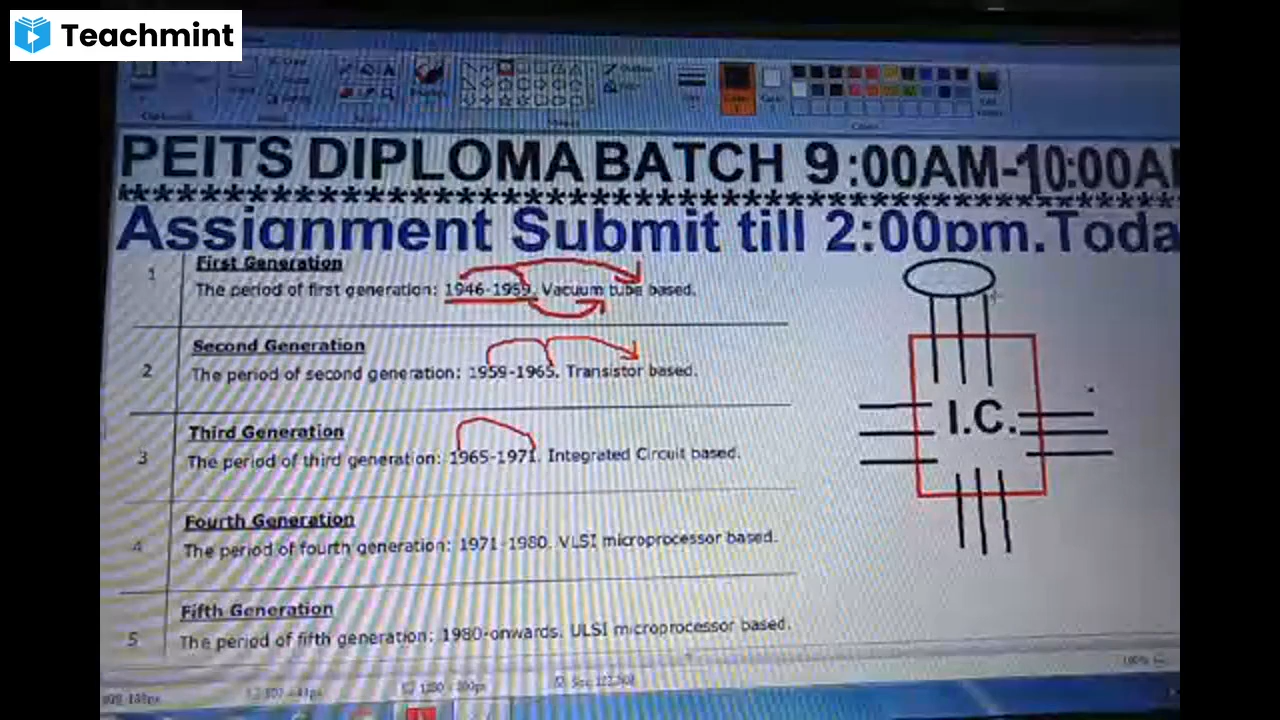 Teachmint
PEITS DIPLOMA BATCH 9:00AM-10:00A
************************************************
Assignment Submit till 2:00pm.Toda
1 First Generation
The period of first generation: 1946-1959. Vacuum tube based.
2 Second Generation
The period of second generation: 1959-1965. Transistor based.
3 Third Generation
The period of third generation: 1965-1971. Integrated Circuit based.
4 Fourth Generation
The period of fourth generation: 1971-1980. VLSI microprocessor based.
5 Fifth Generation
The period of fifth generation: 1980-onwards. ULSI microprocessor based.
I.C.
100%